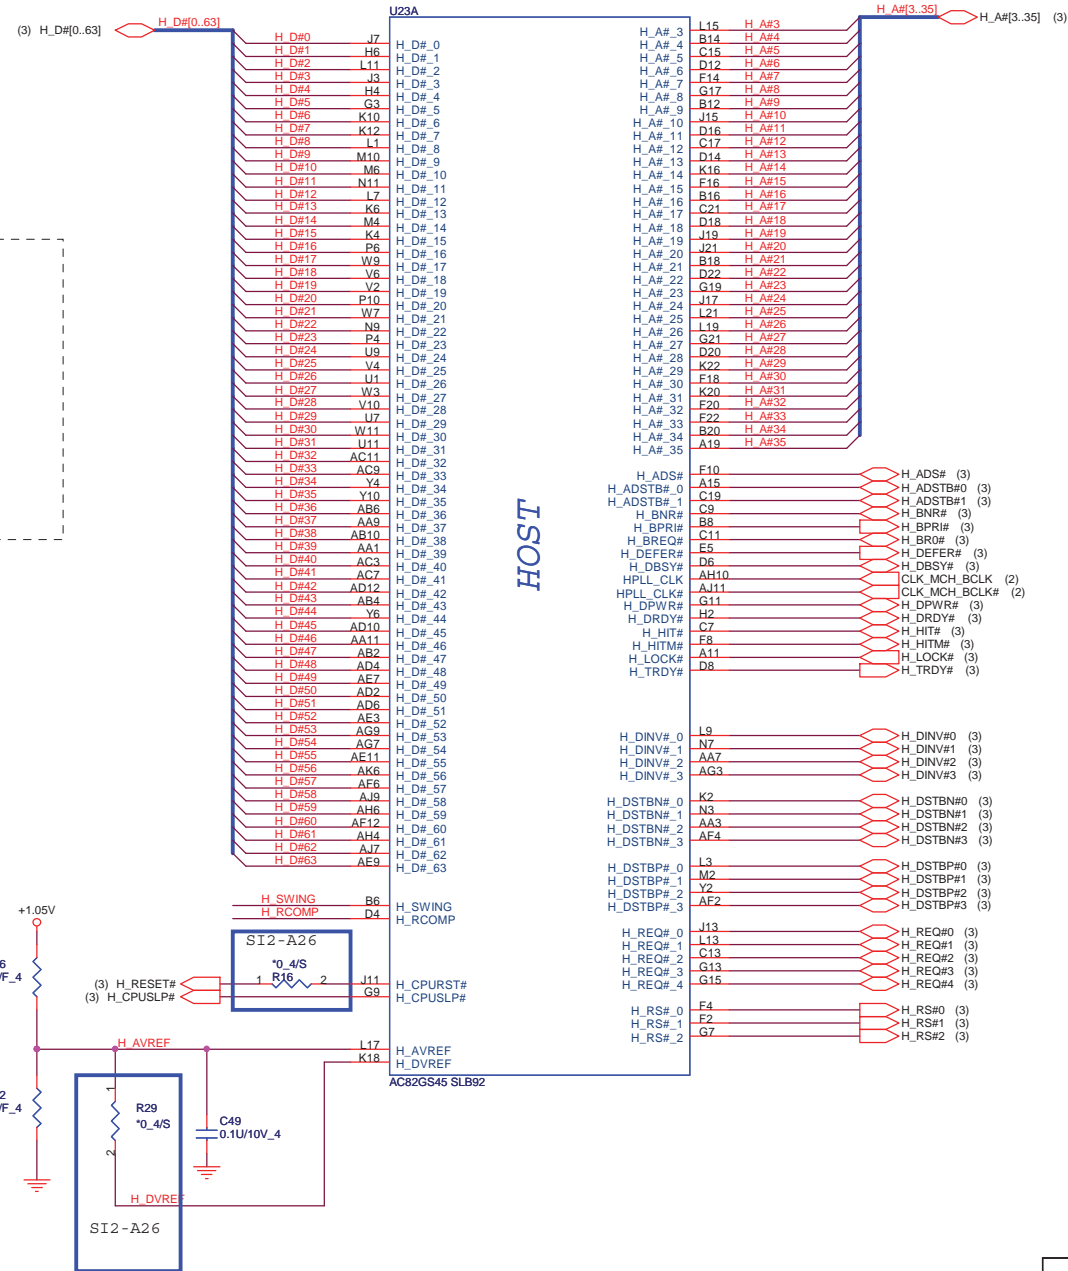 U23A
(3) H_D#[0..63] H_D#[0..63]
H_A#[3..35] H_A#[3..35] (3)
H_D#0 J7 H_D#_0
H_D#1 H6 H_D#_1
H_D#2 L11 H_D#_2
H_D#3 J3 H_D#_3
H_D#4 H4 H_D#_4
H_D#5 G3 H_D#_5
H_D#6 K10 H_D#_6
H_D#7 K12 H_D#_7
H_D#8 L1 H_D#_8
H_D#9 M10 H_D#_9
H_D#10 M6 H_D#_10
H_D#11 N11 H_D#_11
H_D#12 L7 H_D#_12
H_D#13 K6 H_D#_13
H_D#14 M4 H_D#_14
H_D#15 K4 H_D#_15
H_D#16 P6 H_D#_16
H_D#17 W9 H_D#_17
H_D#18 V6 H_D#_18
H_D#19 V2 H_D#_19
H_D#20 P10 H_D#_20
H_D#21 W7 H_D#_21
H_D#22 N9 H_D#_22
H_D#23 P4 H_D#_23
H_D#24 U9 H_D#_24
H_D#25 V4 H_D#_25
H_D#26 U1 H_D#_26
H_D#27 W3 H_D#_27
H_D#28 V10 H_D#_28
H_D#29 U7 H_D#_29
H_D#30 W11 H_D#_30
H_D#31 U11 H_D#_31
H_D#32 AC11 H_D#_32
H_D#33 AC9 H_D#_33
H_D#34 Y4 H_D#_34
H_D#35 Y10 H_D#_35
H_D#36 AB6 H_D#_36
H_D#37 AA9 H_D#_37
H_D#38 AB10 H_D#_38
H_D#39 AA1 H_D#_39
H_D#40 AC3 H_D#_40
H_D#41 AC7 H_D#_41
H_D#42 AD12 H_D#_42
H_D#43 AB4 H_D#_43
H_D#44 Y6 H_D#_44
H_D#45 AD10 H_D#_45
H_D#46 AA11 H_D#_46
H_D#47 AB2 H_D#_47
H_D#48 AD4 H_D#_48
H_D#49 AE7 H_D#_49
H_D#50 AD2 H_D#_50
H_D#51 AD6 H_D#_51
H_D#52 AE3 H_D#_52
H_D#53 AG9 H_D#_53
H_D#54 AG7 H_D#_54
H_D#55 AE11 H_D#_55
H_D#56 AK6 H_D#_56
H_D#57 AF6 H_D#_57
H_D#58 AJ9 H_D#_58
H_D#59 AH6 H_D#_59
H_D#60 AF12 H_D#_60
H_D#61 AH4 H_D#_61
H_D#62 AJ7 H_D#_62
H_D#63 AE9 H_D#_63
H_SWING B6 H_SWING
H_RCOMP D4 H_RCOMP
+1.05V
SI2-A26
*0_4/S
(3) H_RESET# 1 R16 2 J11 H_CPURST#
(3) H_CPUSLP# G9 H_CPUSLP#
6
/F_4
H_AVREF L17 H_AVREF
K18 H_DVREF
2
/F_4
1
R29
*0_4/S
2
C49
0.1U/10V_4
H_DVREF
SI2-A26
HOST
H_A#_3 L15 H_A#3
H_A#_4 B14 H_A#4
H_A#_5 C15 H_A#5
H_A#_6 D12 H_A#6
H_A#_7 F14 H_A#7
H_A#_8 G17 H_A#8
H_A#_9 B12 H_A#9
H_A#_10 J15 H_A#10
H_A#_11 D16 H_A#11
H_A#_12 C17 H_A#12
H_A#_13 D14 H_A#13
H_A#_14 K16 H_A#14
H_A#_15 F16 H_A#15
H_A#_16 B16 H_A#16
H_A#_17 C21 H_A#17
H_A#_18 D18 H_A#18
H_A#_19 J19 H_A#19
H_A#_20 J21 H_A#20
H_A#_21 B18 H_A#21
H_A#_22 D22 H_A#22
H_A#_23 G19 H_A#23
H_A#_24 J17 H_A#24
H_A#_25 L21 H_A#25
H_A#_26 L19 H_A#26
H_A#_27 G21 H_A#27
H_A#_28 D20 H_A#28
H_A#_29 K22 H_A#29
H_A#_30 F18 H_A#30
H_A#_31 K20 H_A#31
H_A#_32 F20 H_A#32
H_A#_33 F22 H_A#33
H_A#_34 B20 H_A#34
H_A#_35 A19 H_A#35
H_ADS# F10 H_ADS# (3)
H_ADSTB#_0 A15 H_ADSTB#0 (3)
H_ADSTB#_1 C19 H_ADSTB#1 (3)
H_BNR# C9 H_BNR# (3)
H_BPRI# B8 H_BPRI# (3)
H_BREQ# C11 H_BR0# (3)
H_DEFER# E5 H_DEFER# (3)
H_DBSY# D6 H_DBSY# (3)
HPLL_CLK AH10 CLK_MCH_BCLK (2)
HPLL_CLK# AJ11 CLK_MCH_BCLK# (2)
H_DPWR# G11 H_DPWR# (3)
H_DRDY# H2 H_DRDY# (3)
H_HIT# C7 H_HIT# (3)
H_HITM# F8 H_HITM# (3)
H_LOCK# A11 H_LOCK# (3)
H_TRDY# D8 H_TRDY# (3)
H_DINV#_0 L9 H_DINV#0 (3)
H_DINV#_1 N7 H_DINV#1 (3)
H_DINV#_2 AA7 H_DINV#2 (3)
H_DINV#_3 AG3 H_DINV#3 (3)
H_DSTBN#_0 K2 H_DSTBN#0 (3)
H_DSTBN#_1 N3 H_DSTBN#1 (3)
H_DSTBN#_2 AA3 H_DSTBN#2 (3)
H_DSTBN#_3 AF4 H_DSTBN#3 (3)
H_DSTBP#_0 L3 H_DSTBP#0 (3)
H_DSTBP#_1 M2 H_DSTBP#1 (3)
H_DSTBP#_2 Y2 H_DSTBP#2 (3)
H_DSTBP#_3 AF2 H_DSTBP#3 (3)
H_REQ#_0 J13 H_REQ#0 (3)
H_REQ#_1 L13 H_REQ#1 (3)
H_REQ#_2 C13 H_REQ#2 (3)
H_REQ#_3 G13 H_REQ#3 (3)
H_REQ#_4 G15 H_REQ#4 (3)
H_RS#_0 F4 H_RS#0 (3)
H_RS#_1 F2 H_RS#1 (3)
H_RS#_2 G7 H_RS#2 (3)
AC82GS45 SLB92